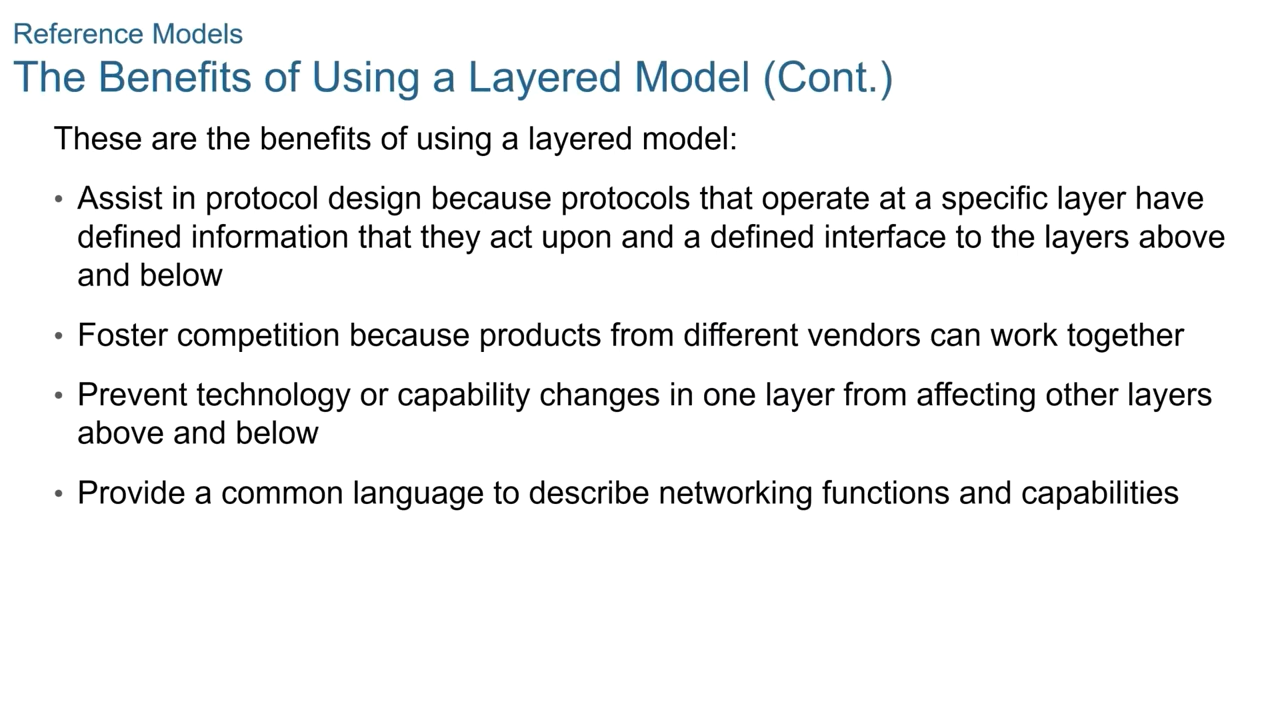 Reference Models
The Benefits of Using a Layered Model (Cont.)
These are the benefits of using a layered model:
• Assist in protocol design because protocols that operate at a specific layer have
defined information that they act upon and a defined interface to the layers above
and below
• Foster competition because products from different vendors can work together
• Prevent technology or capability changes in one layer from affecting other layers
above and below
• Provide a common language to describe networking functions and capabilities